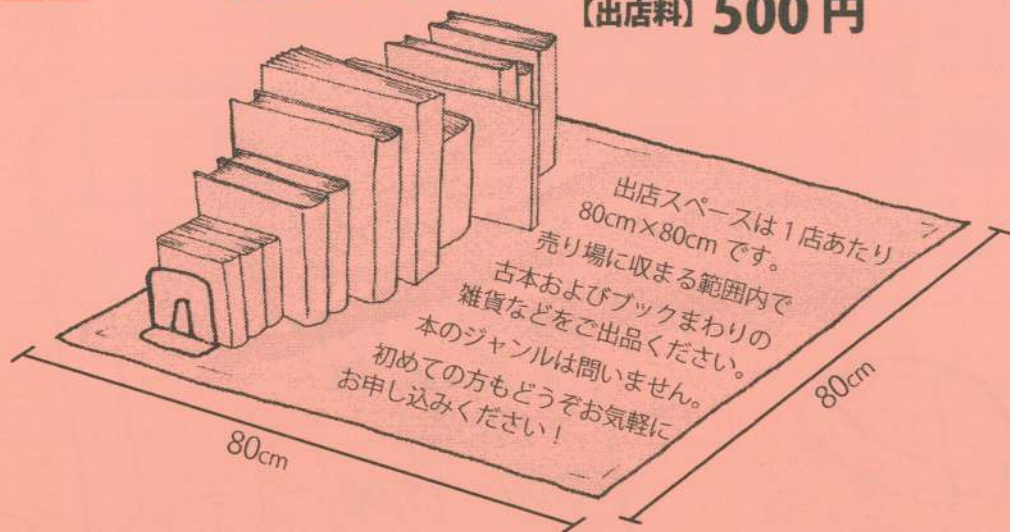 【出店料】500円
出店スペースは1店あたり
80cm×80cmです。
売り場に収まる範囲内で
古本およびブックまわりの
雑貨などをご出品ください。
本のジャンルは問いません。
初めての方もどうぞお気軽に
お申し込みください！
80cm
80cm